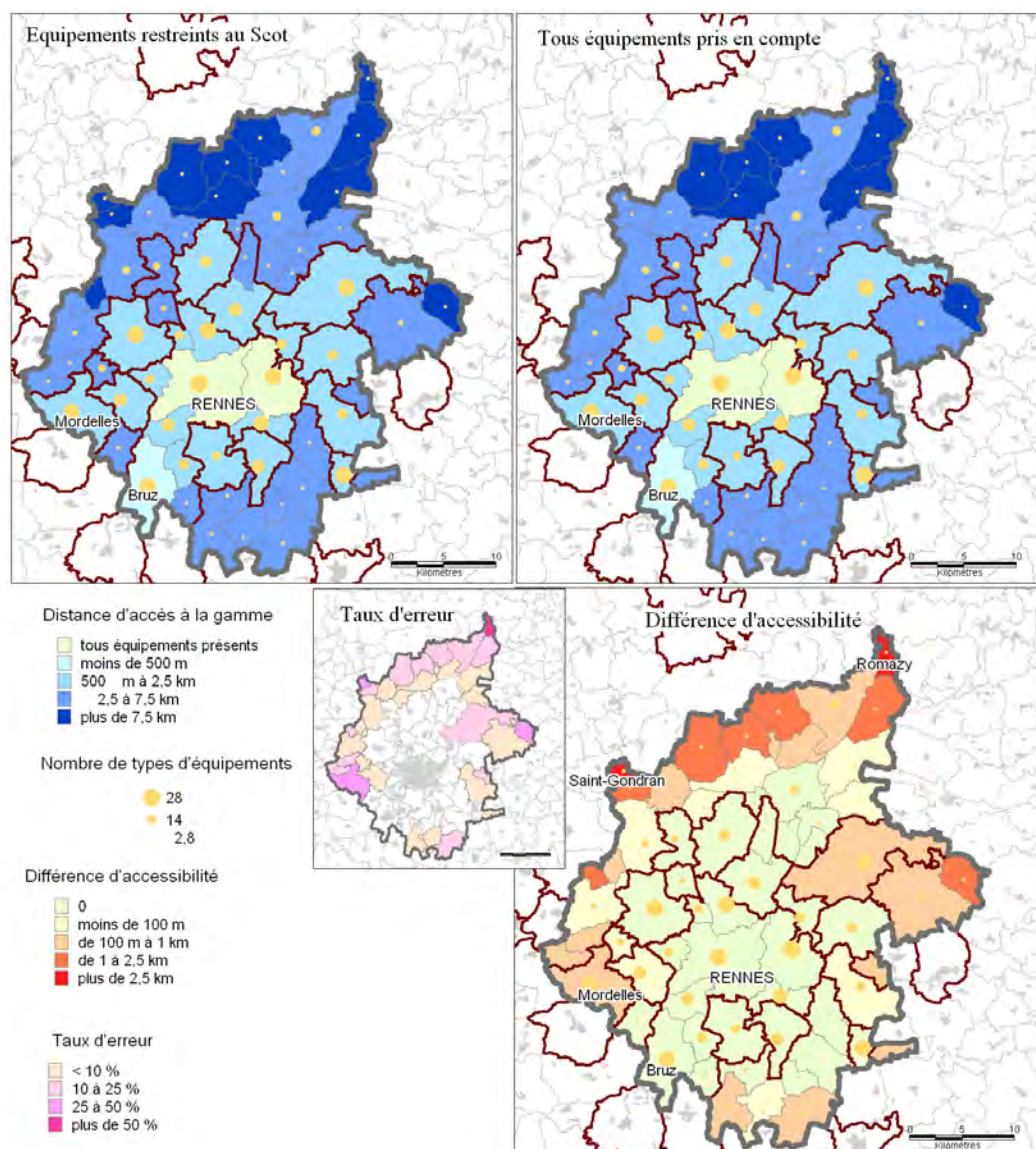 Equipements restreints au Scot
Tous équipements pris en compte
RENNES
Mordelles
Bruz
0 5 10
Kilomètres
RENNES
Mordelles
Bruz
0 5 10
Kilomètres
Distance d'accès à la gamme
tous équipements présents
moins de 500 m
500 m à 2,5 km
2,5 à 7,5 km
plus de 7,5 km
Nombre de types d'équipements
28
14
2,8
Différence d'accessibilité
0
moins de 100 m
de 100 m à 1 km
de 1 à 2,5 km
plus de 2,5 km
Taux d'erreur
< 10 %
10 à 25 %
25 à 50 %
plus de 50 %
Taux d'erreur
Différence d'accessibilité
Romazy
Saint-Gondran
RENNES
Mordelles
Bruz
0 5 10
Kilomètres